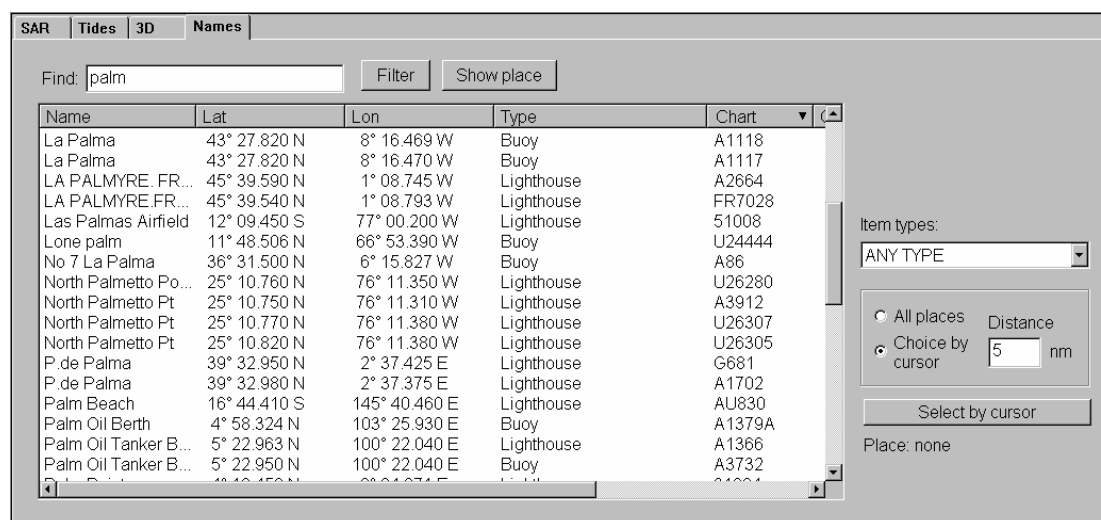 SAR Tides 3D Names
Find: palm Filter Show place
Name Lat Lon Type Chart
La Palma 43° 27.820 N 8° 16.469 W Buoy A1118
La Palma 43° 27.820 N 8° 16.470 W Buoy A1117
LA PALMYRE. FR... 45° 39.590 N 1° 08.745 W Lighthouse A2664
LA PALMYRE.FR... 45° 39.540 N 1° 08.793 W Lighthouse FR7028
Las Palmas Airfield 12° 09.450 S 77° 00.200 W Lighthouse 51008
Lone palm 11° 48.506 N 66° 53.390 W Buoy U24444
No 7 La Palma 36° 31.500 N 6° 15.827 W Buoy A86
North Palmetto Po... 25° 10.760 N 76° 11.350 W Lighthouse U26280
North Palmetto Pt 25° 10.750 N 76° 11.310 W Lighthouse A3912
North Palmetto Pt 25° 10.770 N 76° 11.380 W Lighthouse U26307
North Palmetto Pt 25° 10.820 N 76° 11.380 W Lighthouse U26305
P.de Palma 39° 32.950 N 2° 37.425 E Lighthouse G681
P.de Palma 39° 32.980 N 2° 37.375 E Lighthouse A1702
Palm Beach 16° 44.410 S 145° 40.460 E Lighthouse AU830
Palm Oil Berth 4° 58.324 N 103° 25.930 E Buoy A1379A
Palm Oil Tanker B... 5° 22.963 N 100° 22.040 E Lighthouse A1366
Palm Oil Tanker B... 5° 22.950 N 100° 22.040 E Buoy A3732
Item types:
ANY TYPE
All places Distance
Choice by cursor 5 nm
Select by cursor
Place: none